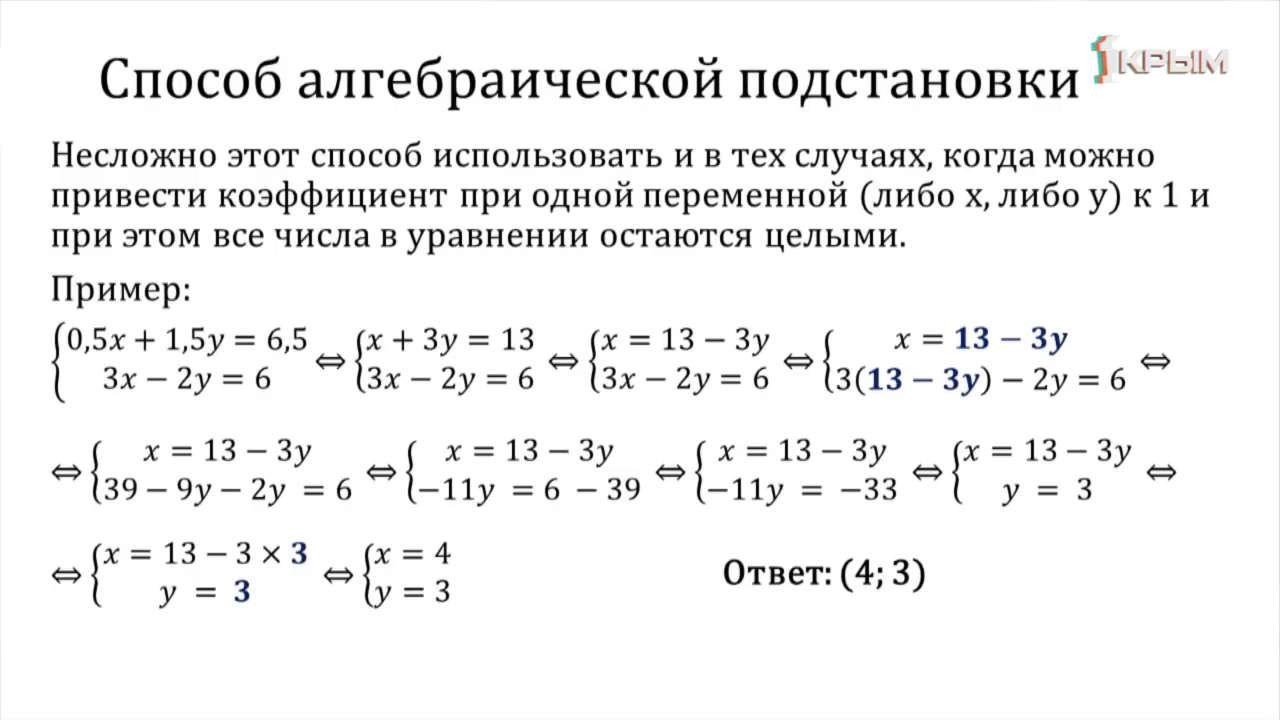 Способ алгебраической подстановки
1КРЫМ
Несложно этот способ использовать и в тех случаях, когда можно
привести коэффициент при одной переменной (либо х, либо у) к 1 и
при этом все числа в уравнении остаются целыми.
Пример:
{0,5x + 1,5y = 6,5 ⇔ {x + 3y = 13 ⇔ {x = 13 − 3y ⇔ {x = 13 − 3y ⇔
3x − 2y = 6 3x − 2y = 6 3x − 2y = 6 3(13 − 3y) − 2y = 6
⇔ {x = 13 − 3y ⇔ {x = 13 − 3y ⇔ {x = 13 − 3y ⇔ {x = 13 − 3y ⇔
39 − 9y − 2y = 6 −11y = 6 − 39 −11y = −33 y = 3
⇔ {x = 13 − 3 × 3 ⇔ {x = 4 Ответ: (4; 3)
y = 3 y = 3